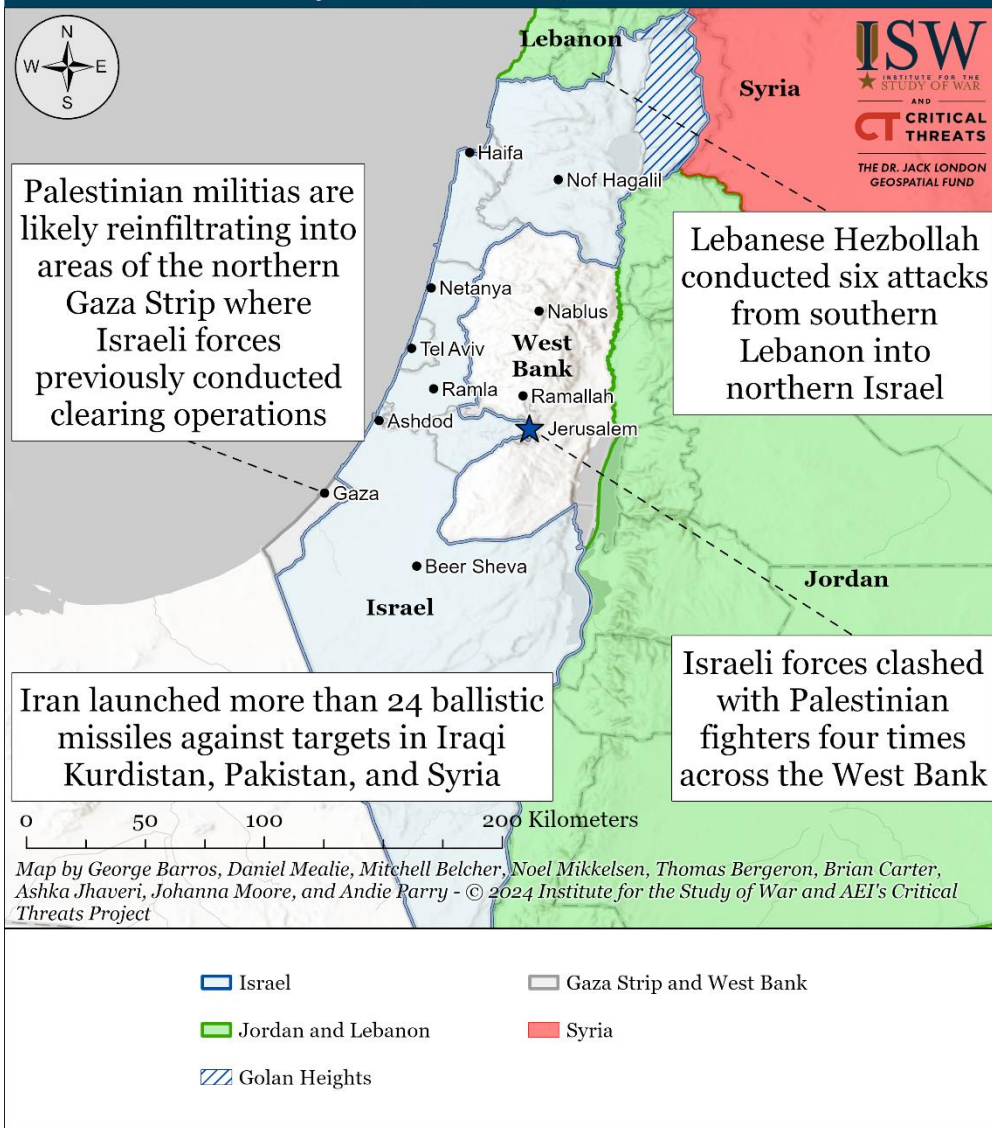 N
W E
S
Lebanon
Syria
ISW
INSTITUTE FOR THE
STUDY OF WAR
AND
CT CRITICAL
THREATS
THE DR. JACK LONDON
GEOSPATIAL FUND
Haifa
Nof Hagalil
Palestinian militias are
likely reinfiltrating into
areas of the northern
Gaza Strip where
Israeli forces
previously conducted
clearing operations
Lebanese Hezbollah
conducted six attacks
from southern
Lebanon into
northern Israel
Netanya
Nablus
Tel Aviv
West
Bank
Ramla
Ramallah
Ashdod
Jerusalem
Gaza
Beer Sheva
Israel
Jordan
Iran launched more than 24 ballistic
missiles against targets in Iraqi
Kurdistan, Pakistan, and Syria
Israeli forces clashed
with Palestinian
fighters four times
across the West Bank
0 50 100 200 Kilometers
Map by George Barros, Daniel Mealie, Mitchell Belcher, Noel Mikkelsen, Thomas Bergeron, Brian Carter,
Ashka Jhaveri, Johanna Moore, and Andie Parry - © 2024 Institute for the Study of War and AEI's Critical
Threats Project
Israel
Gaza Strip and West Bank
Jordan and Lebanon
Syria
Golan Heights